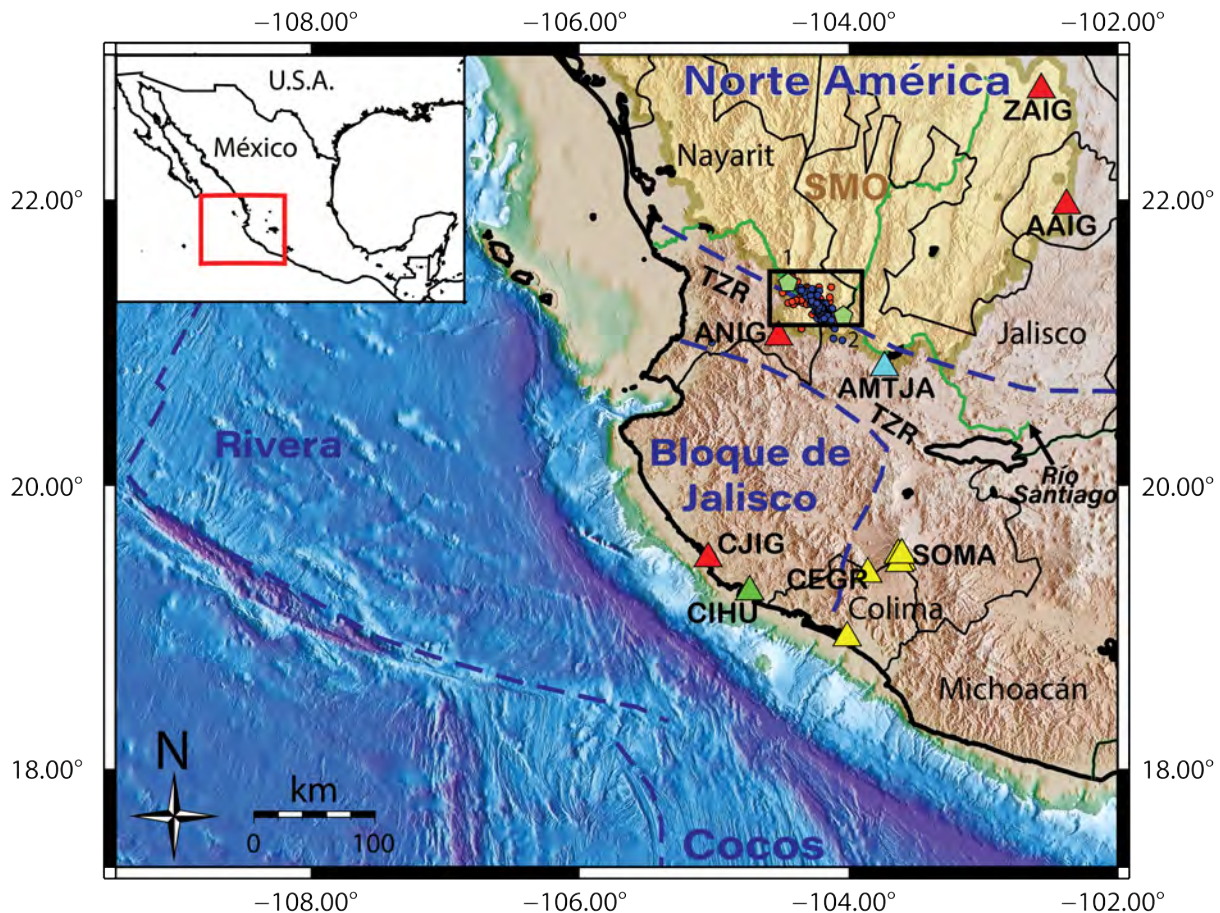 −108.00°
−106.00°
−104.00°
−102.00°
U.S.A.
México
Norte América
ZAIG
Nayarit
SMO
22.00°
22.00°
AAIG
1
TZR
ANIG
2
Jalisco
AMTJA
TZR
Rivera
Bloque de
Jalisco
Río
Santiago
20.00°
20.00°
CJIG
SOMA
CEGR
CIHU
Colima
Michoacán
N
km
0
100
18.00°
18.00°
Cocos
−108.00°
−106.00°
−104.00°
−102.00°